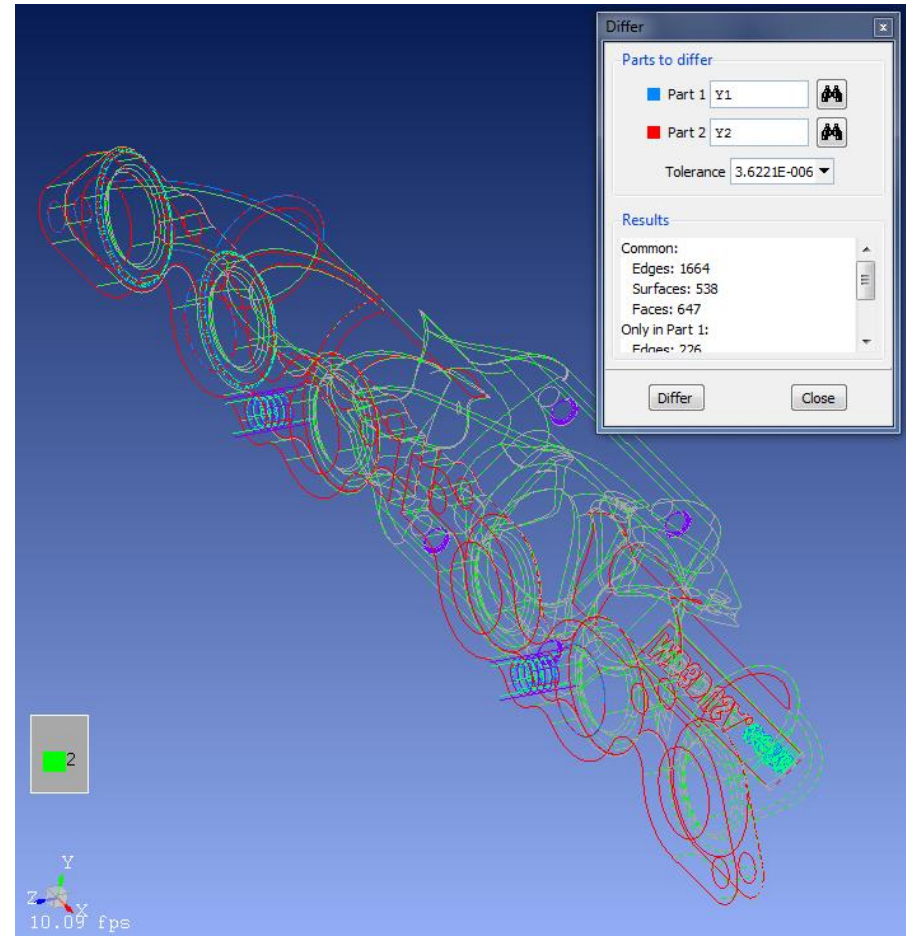 Differ
Parts to differ
Part 1 Y1
Part 2 Y2
Tolerance 3.6221E-006
Results
Common:
Edges: 1664
Surfaces: 538
Faces: 647
Only in Part 1:
Edges: 226
Differ Close
2
Y
Z X
10.09 fps